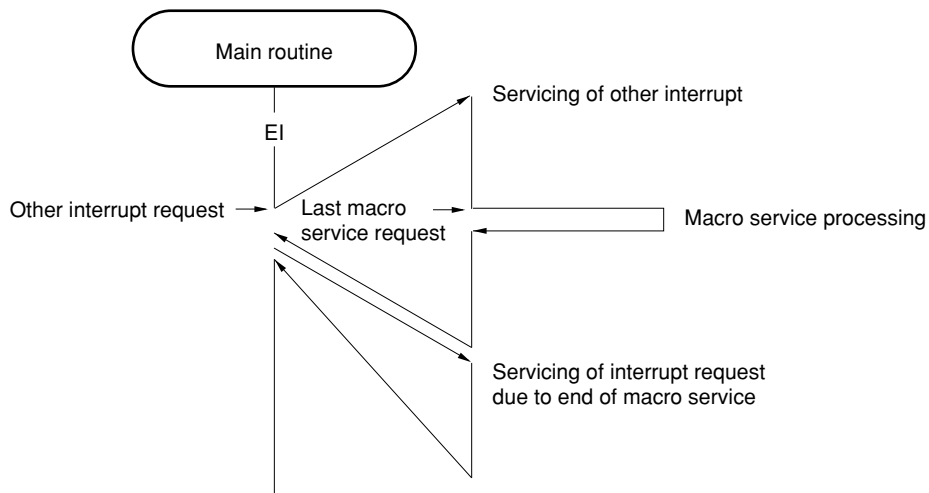 Main routine
Servicing of other interrupt
EI
Other interrupt request
Last macro
service request
Macro service processing
Servicing of interrupt request
due to end of macro service